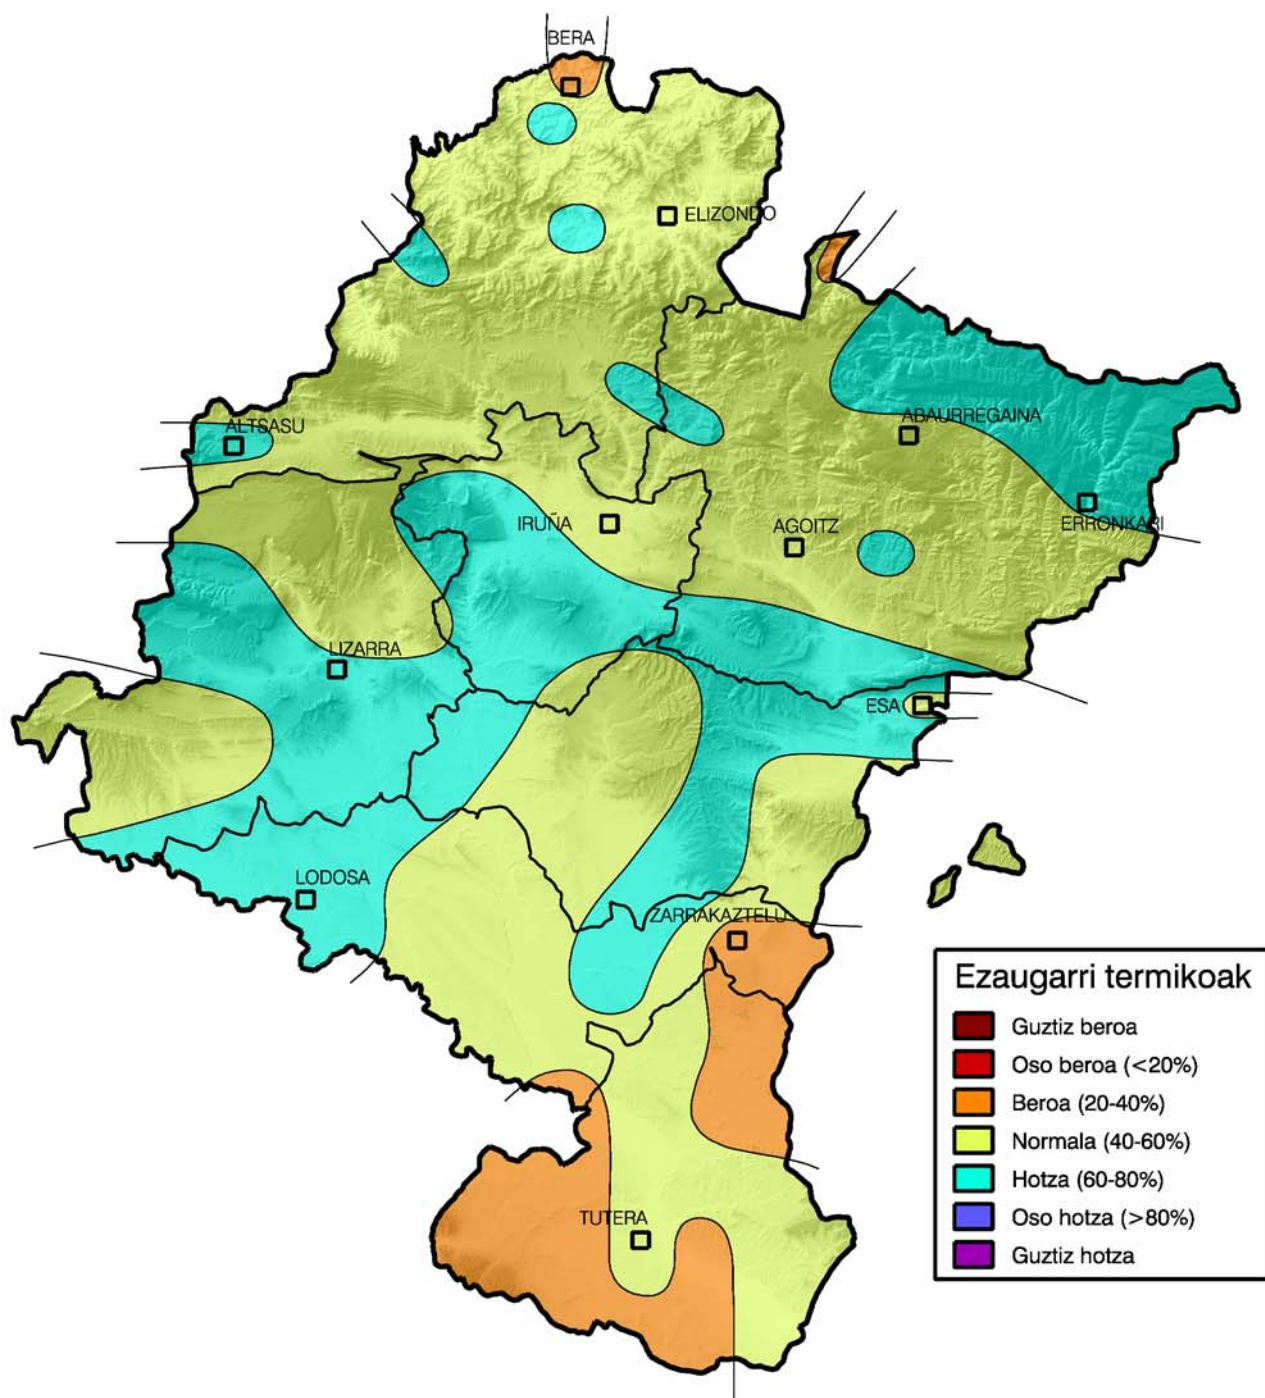 BERA
ELIZONDO
ALTSASU
ABAURREGAINA
IRUÑA
AGOITZ
ERRONKARI
LIZARRA
ESA
LODOSA
ZARRAKAZTELU
TUTERA
Ezaugarri termikoak
Guztiz beroa
Oso beroa (<20%)
Beroa (20-40%)
Normala (40-60%)
Hotza (60-80%)
Oso hotza (>80%)
Guztiz hotza